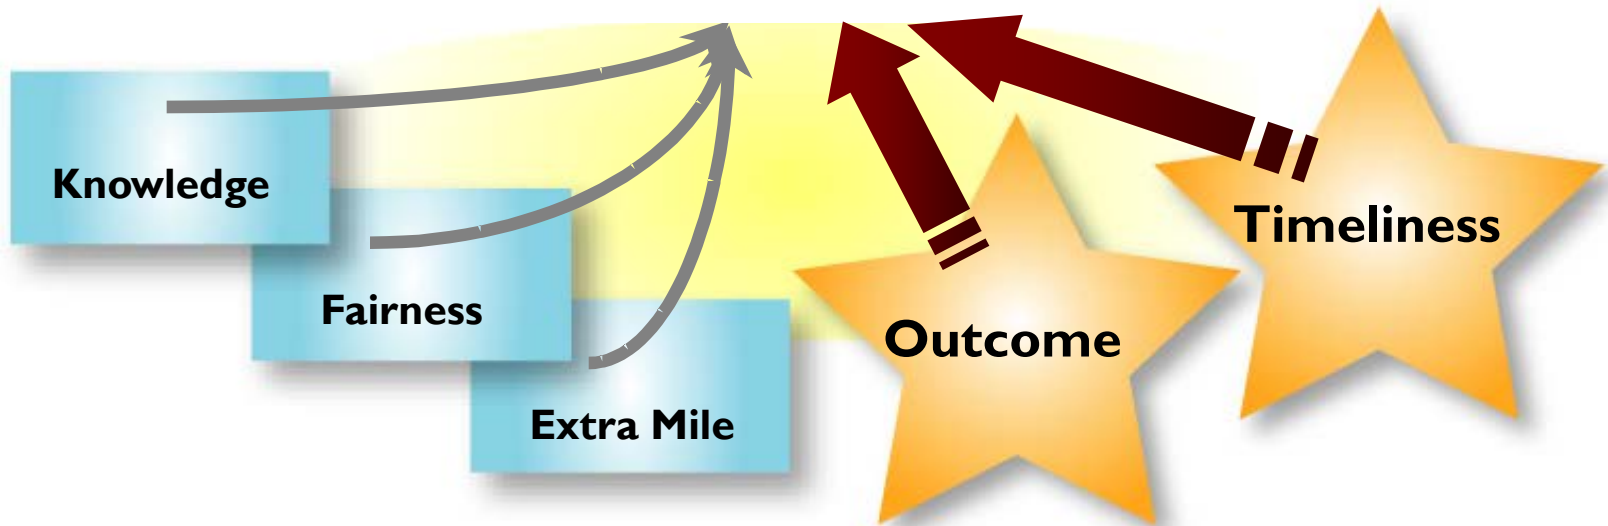 Knowledge
Fairness
Extra Mile
Outcome
Timeliness